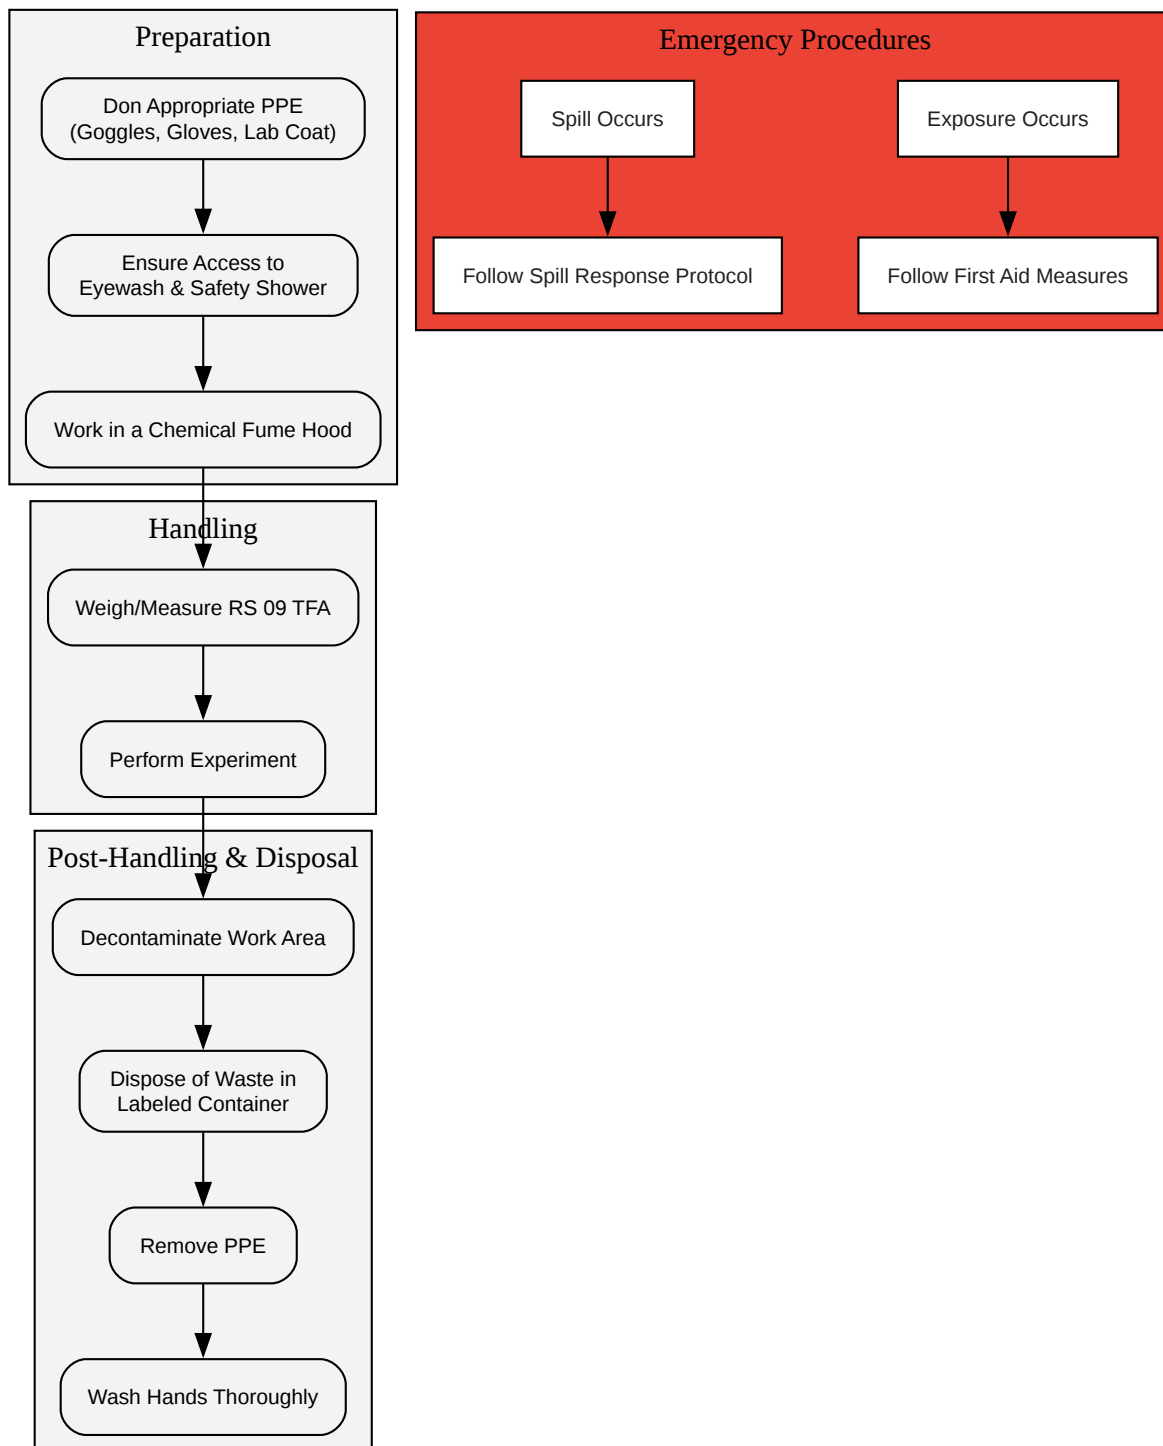 Preparation
Don Appropriate PPE
(Goggles, Gloves, Lab Coat)
Ensure Access to
Eyewash & Safety Shower
Work in a Chemical Fume Hood
Handling
Weigh/Measure RS 09 TFA
Perform Experiment
Post-Handling & Disposal
Decontaminate Work Area
Dispose of Waste in
Labeled Container
Remove PPE
Wash Hands Thoroughly
Emergency Procedures
Spill Occurs
Follow Spill Response Protocol
Exposure Occurs
Follow First Aid Measures